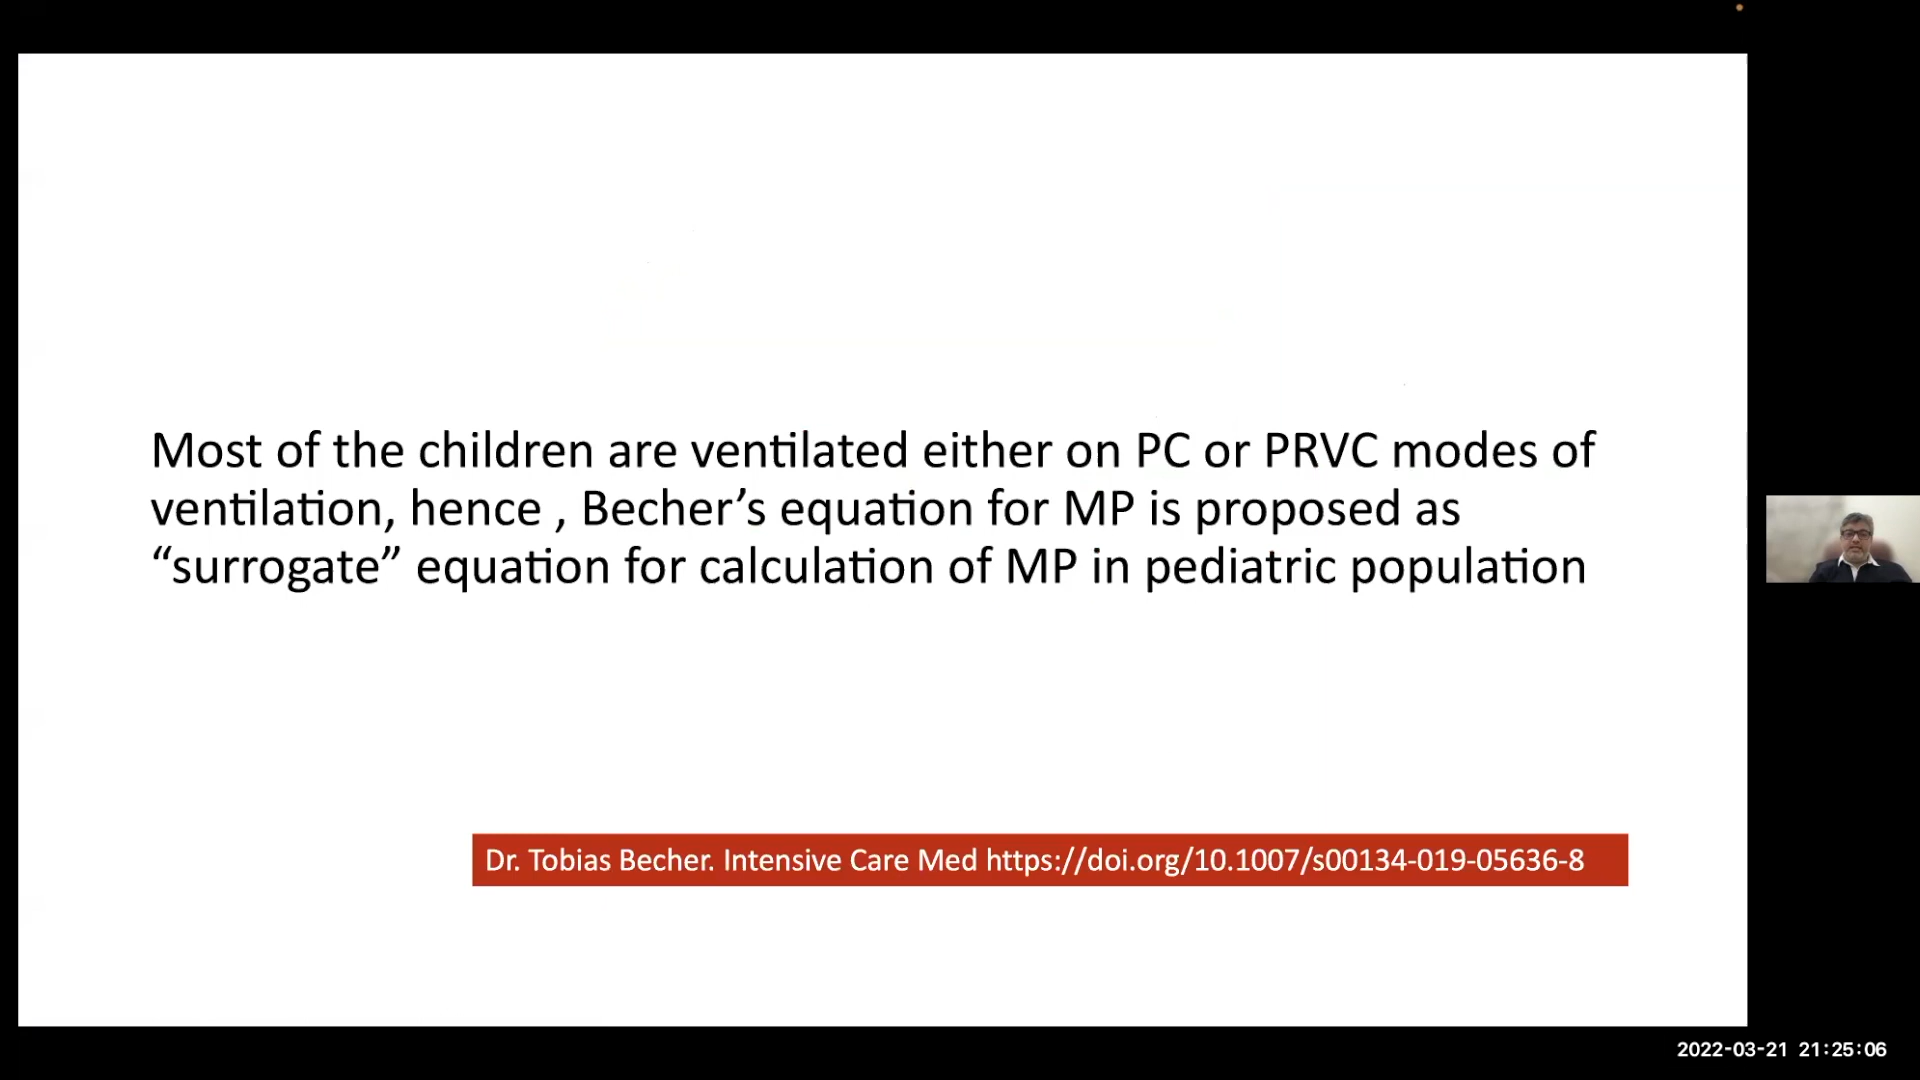 Most of the children are ventilated either on PC or PRVC modes of
ventilation, hence , Becher’s equation for MP is proposed as
“surrogate” equation for calculation of MP in pediatric population
Dr. Tobias Becher. Intensive Care Med https://doi.org/10.1007/s00134-019-05636-8
2022-03-21 21:25:06